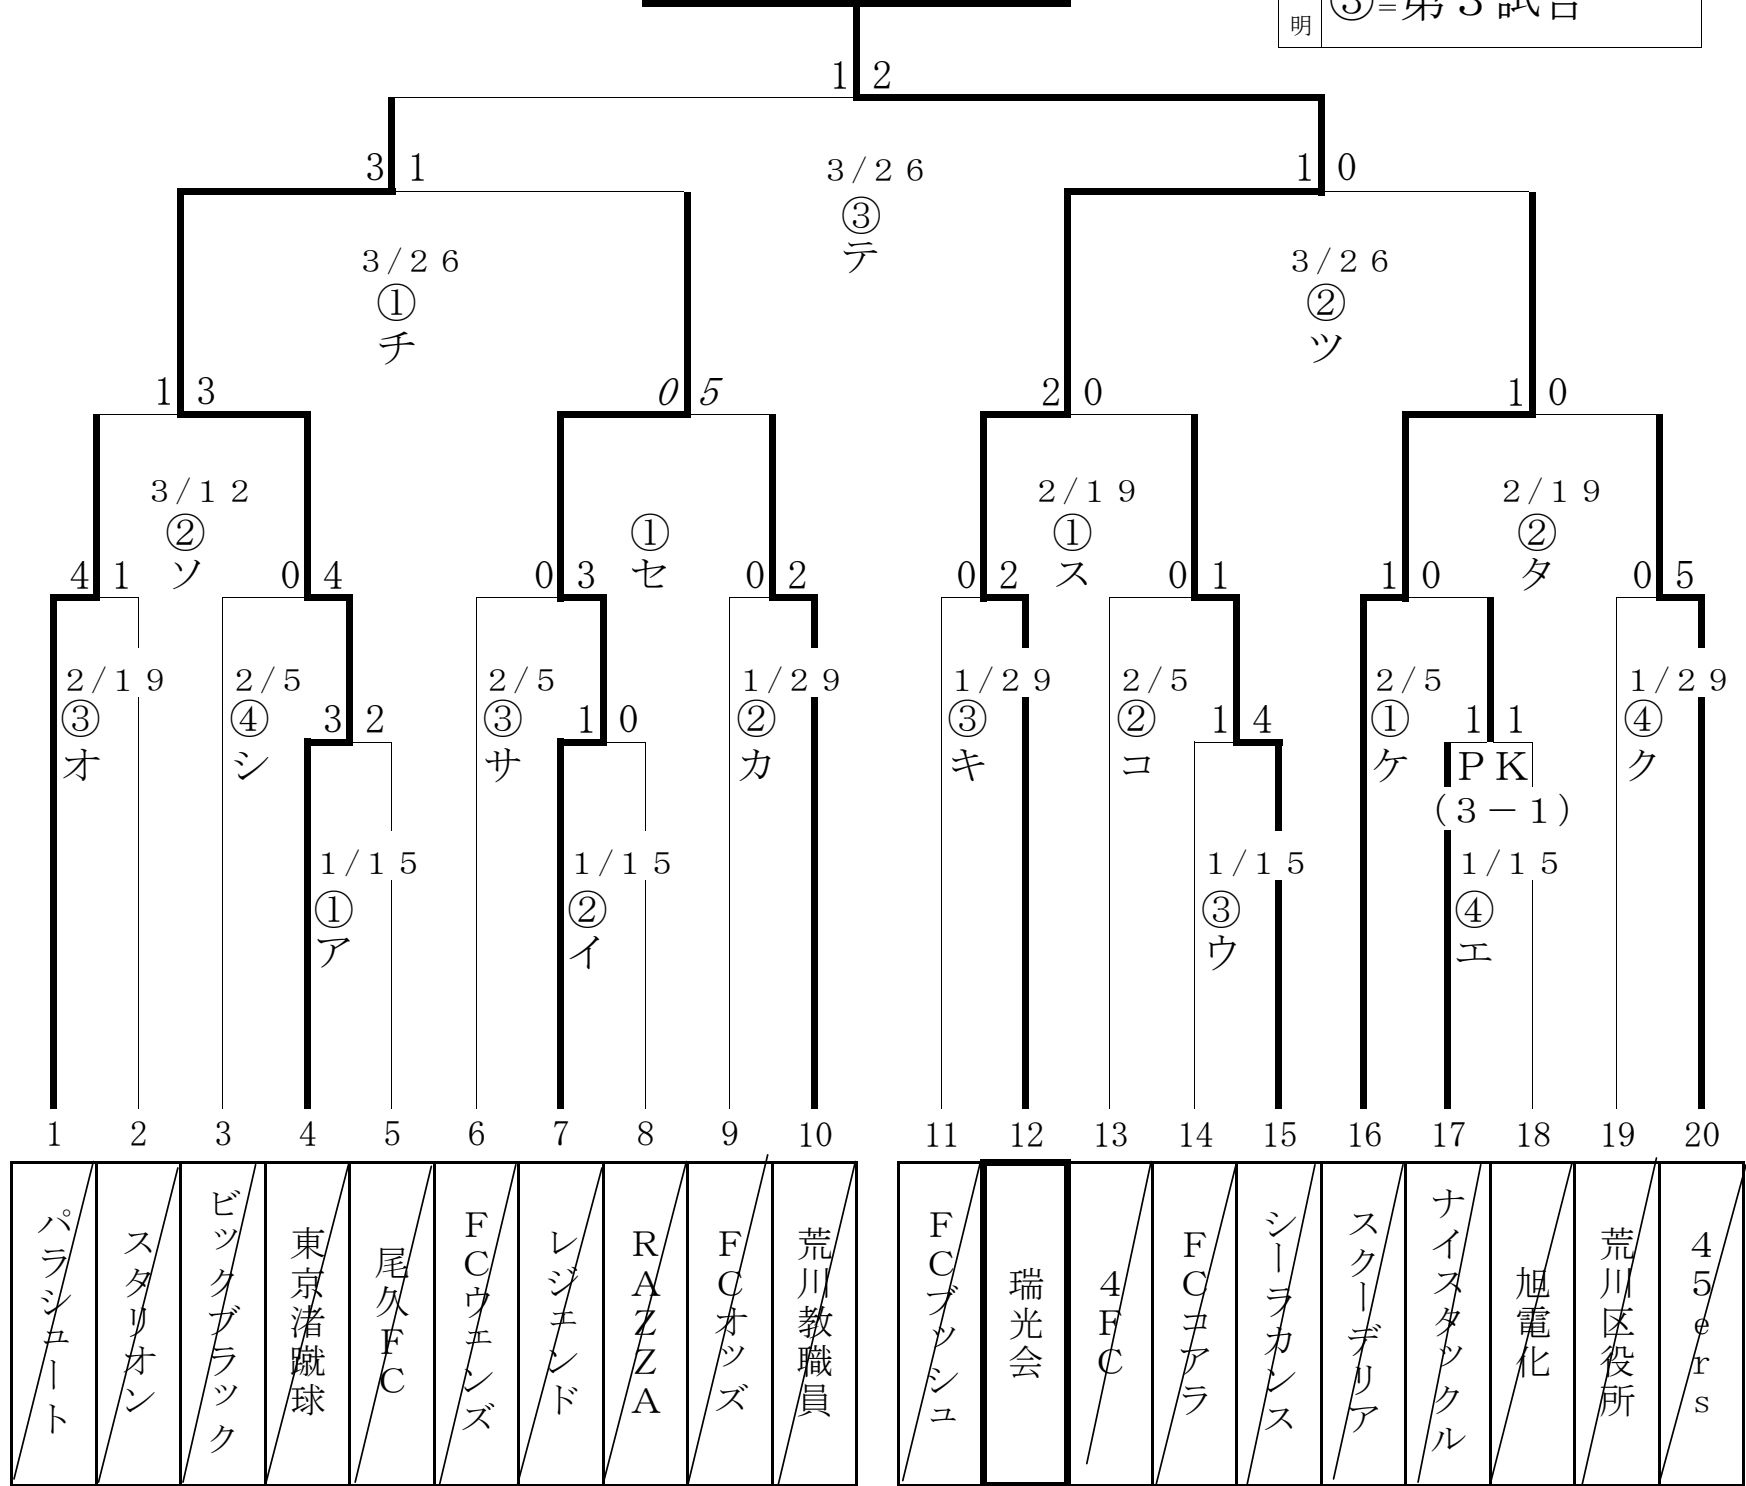 ③=第３試合
明
1 2
3 1
3/26
③
テ
1 0
3/26
①
チ
3/26
②
ツ
1 3
0 5
2 0
1 0
3/12
②
ソ
①
セ
2/19
①
ス
2/19
②
タ
4 1
0 4
0 3
0 2
0 2
0 1
1 0
0 5
2/19
③
オ
2/5
④
シ
2/5
③
サ
1/29
②
カ
1/29
③
キ
2/5
②
コ
2/5
①
ケ
1/29
④
ク
3 2
1 0
1 4
1 1
ＰＫ
(３－１)
1/15
①
ア
1/15
②
イ
1/15
③
ウ
1/15
④
エ
1 2 3 4 5 6 7 8 9 10 11 12 13 14 15 16 17 18 19 20
パラシュート
スタリオン
ビックブラック
東京渚蹴球
尾久ＦＣ
ＦＣウェンズ
レジェンド
ＲＡＺＺＡ
ＦＣオッズ
荒川教職員
ＦＣブッシュ
瑞光会
４ＦＣ
ＦＣコアラ
シーラカンス
スクーデリア
ナイスタックル
旭電化
荒川区役所
４５ｅｒｓ